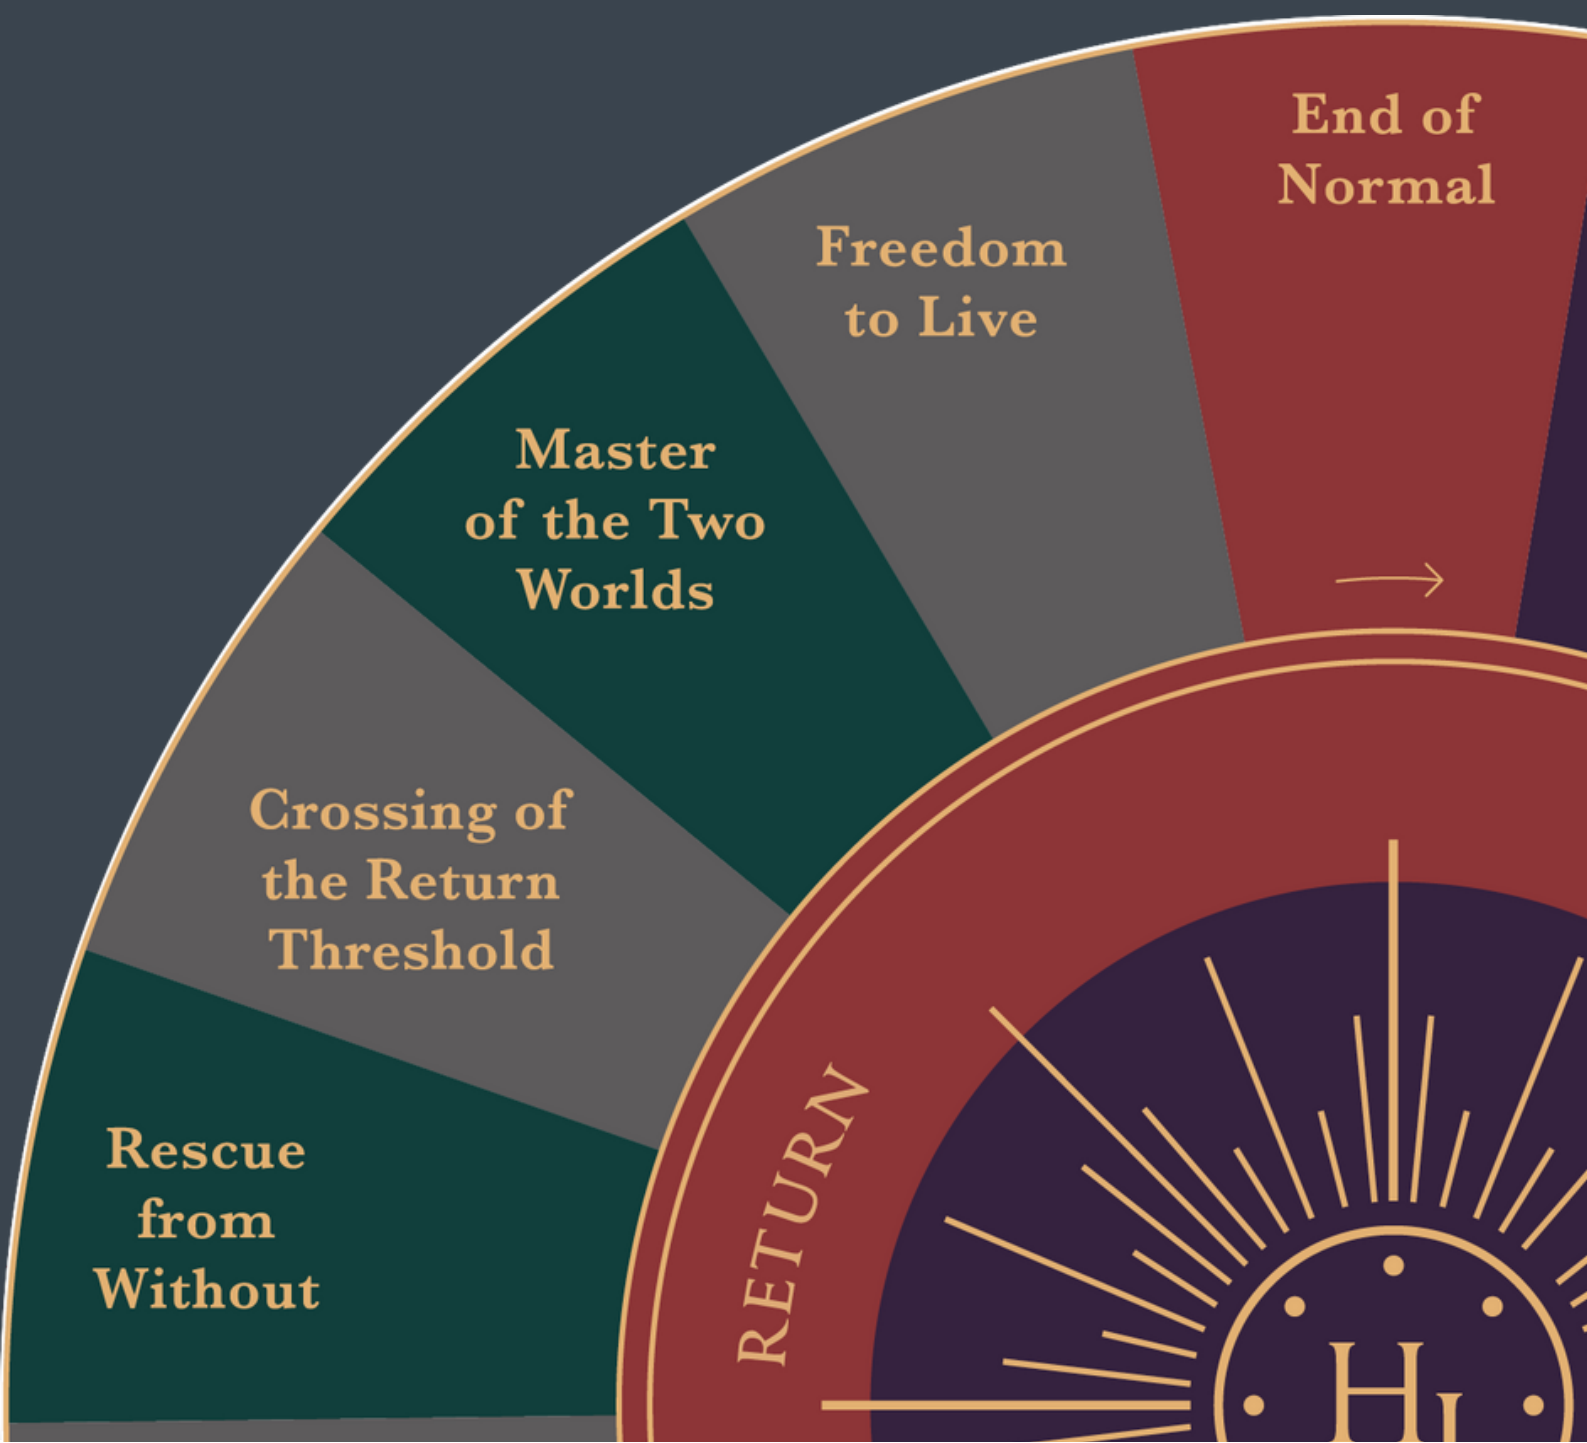 End of
Normal
Freedom
to Live
Master
of the Two
Worlds
Crossing of
the Return
Threshold
Rescue
from
Without
RETURN
HJ